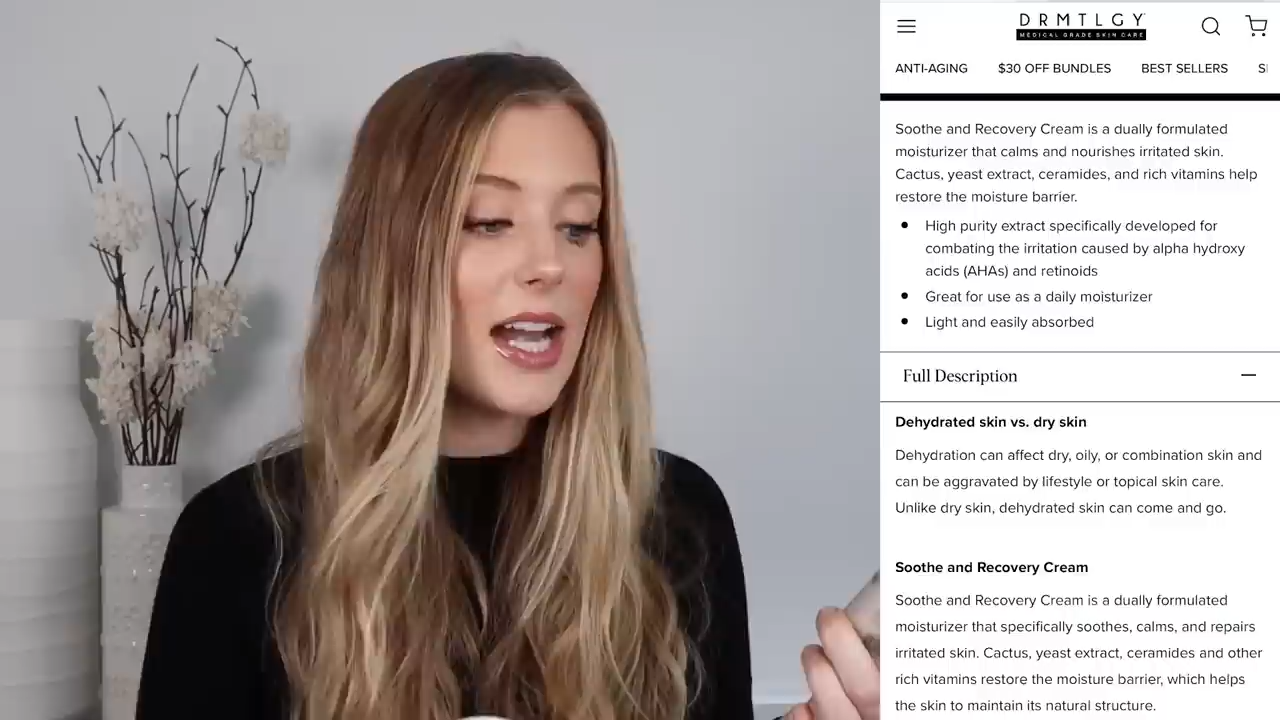 DRMTLGY
MEDICAL GRADE SKIN CARE
ANTI-AGING $30 OFF BUNDLES BEST SELLERS
Soothe and Recovery Cream is a dually formulated
moisturizer that calms and nourishes irritated skin.
Cactus, yeast extract, ceramides, and rich vitamins help
restore the moisture barrier.
• High purity extract specifically developed for
combating the irritation caused by alpha hydroxy
acids (AHAs) and retinoids
• Great for use as a daily moisturizer
• Light and easily absorbed
Full Description
Dehydrated skin vs. dry skin
Dehydration can affect dry, oily, or combination skin and
can be aggravated by lifestyle or topical skin care.
Unlike dry skin, dehydrated skin can come and go.
Soothe and Recovery Cream
Soothe and Recovery Cream is a dually formulated
moisturizer that specifically soothes, calms, and repairs
irritated skin. Cactus, yeast extract, ceramides and other
rich vitamins restore the moisture barrier, which helps
the skin to maintain its natural structure.